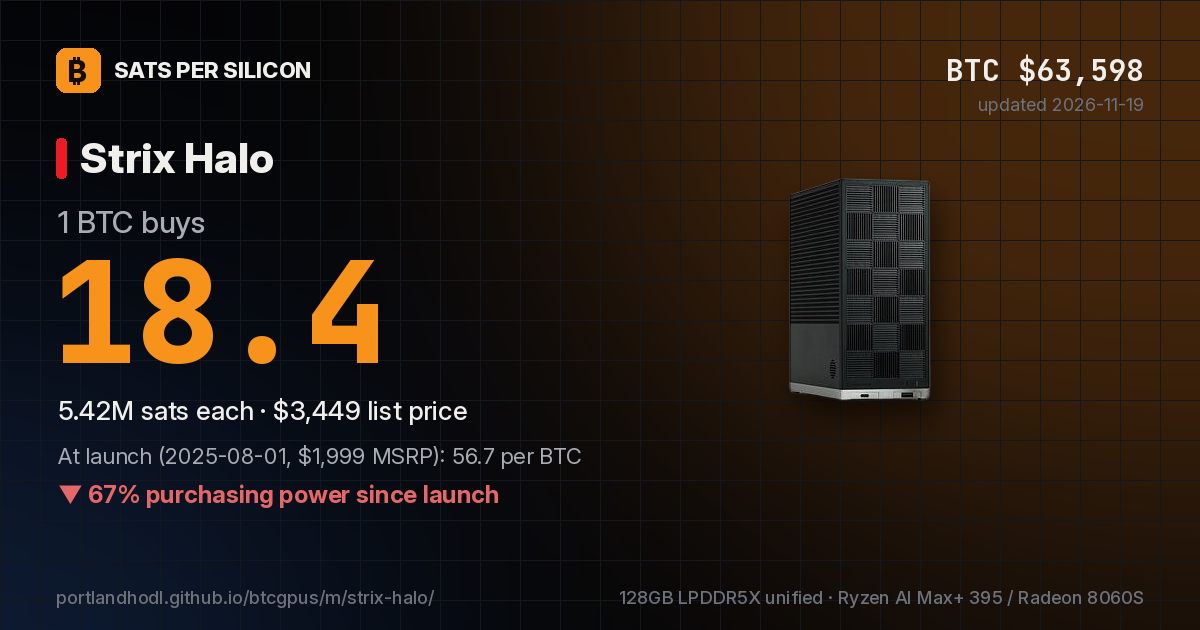 ₿ SATS PER SILICON
BTC $63,598
updated 2026-11-19
Strix Halo
1 BTC buys
18.4
5.42M sats each · $3,449 list price
At launch (2025-08-01, $1,999 MSRP): 56.7 per BTC
▼ 67% purchasing power since launch
portlandhodl.github.io/btcgpus/m/strix-halo/
128GB LPDDR5X unified · Ryzen AI Max+ 395 / Radeon 8060S